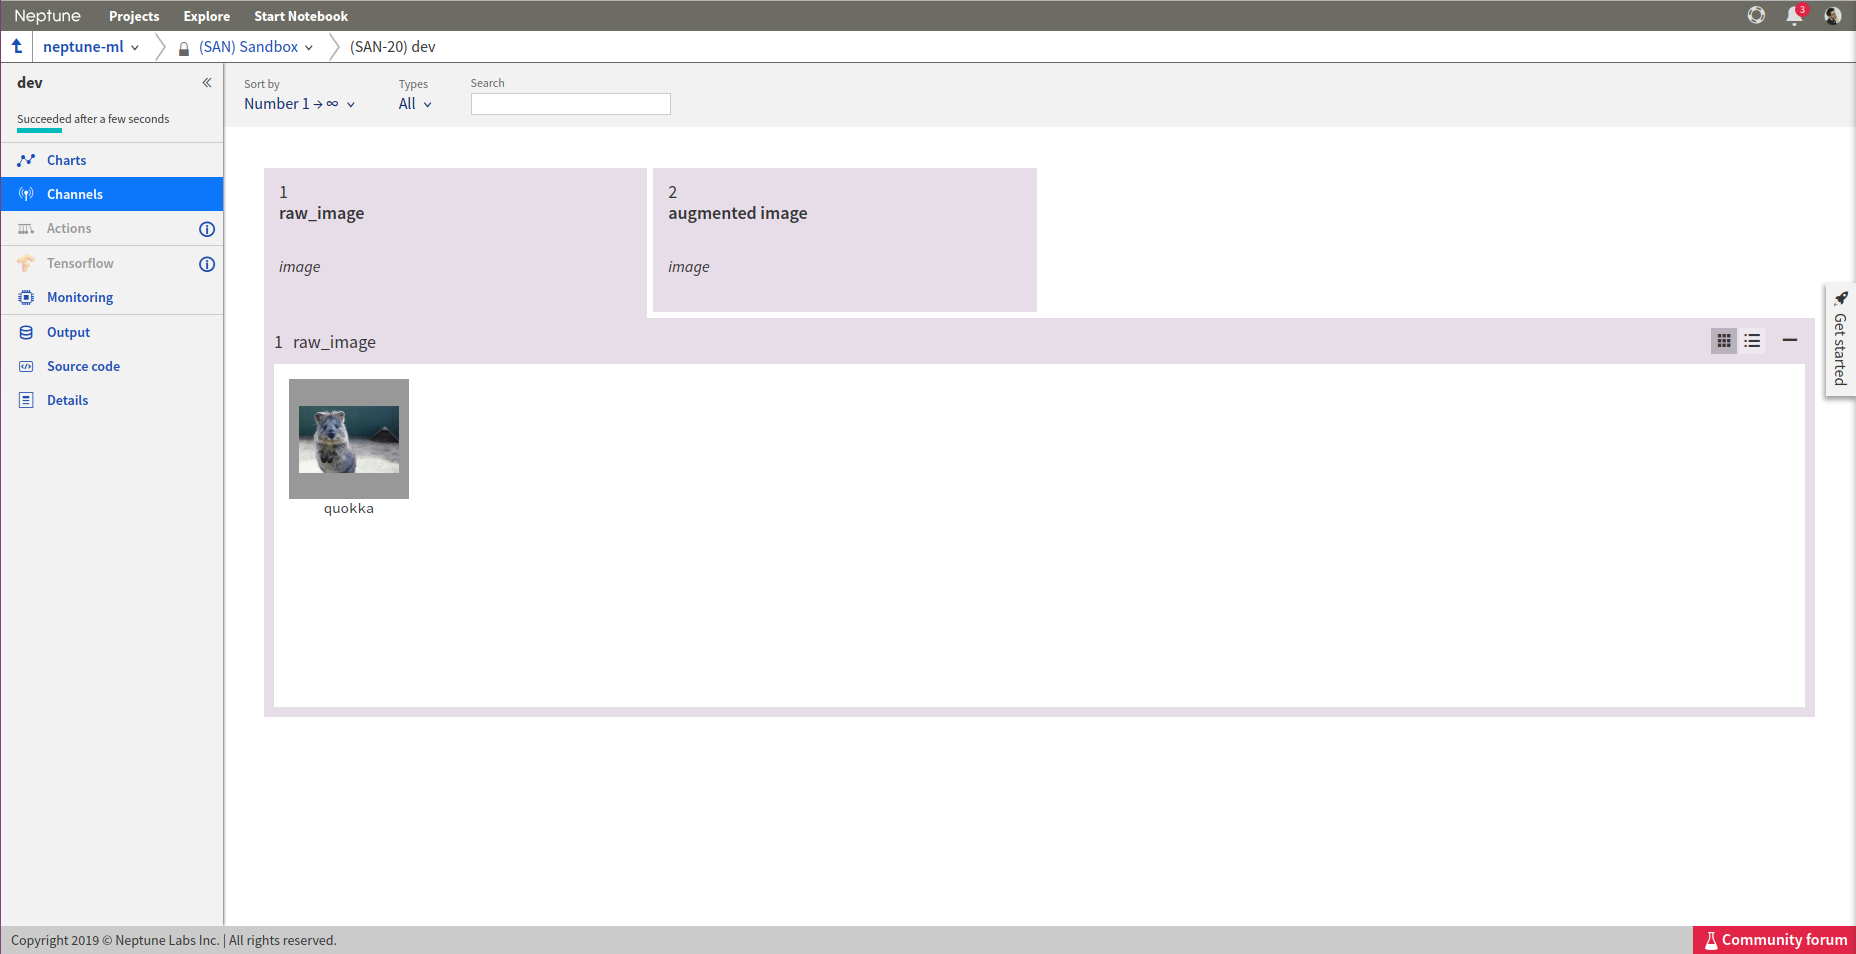 Neptune Projects Explore Start Notebook 3
neptune-ml (SAN) Sandbox (SAN-20) dev
dev
Succeeded after a few seconds
Charts
Channels
Actions
Tensorflow
Monitoring
Output
Source code
Details
Sort by Types Search
Number 1 → ∞ All
1
raw_image
image
2
augmented image
image
1 raw_image
quokka
Get started
Copyright 2019 © Neptune Labs Inc. | All rights reserved.
Community forum